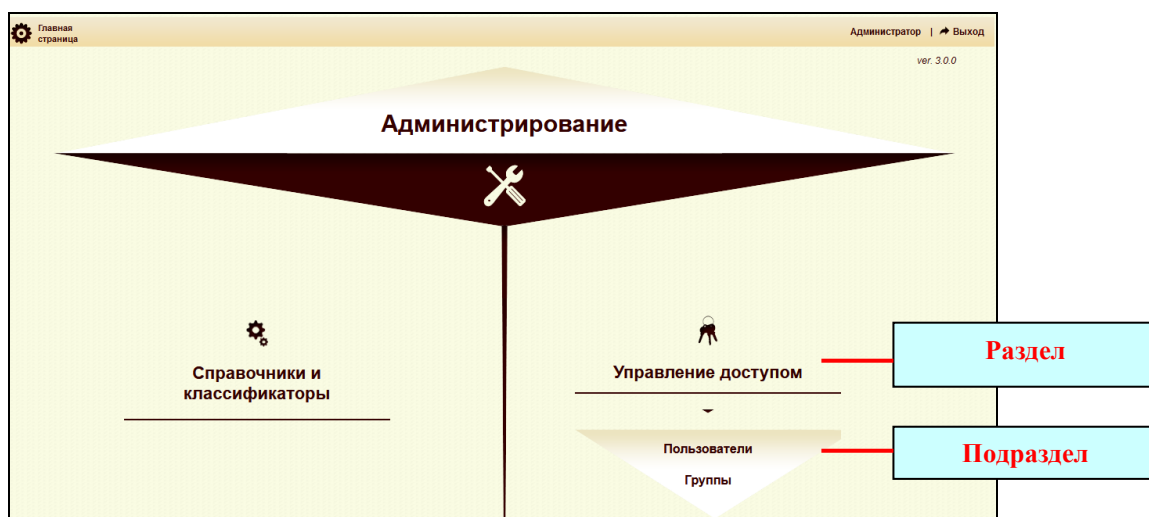 Главная
страница
Администратор | Выход
ver. 3.0.0
Администрирование
Справочники и
классификаторы
Управление доступом
Раздел
Пользователи
Подраздел
Группы